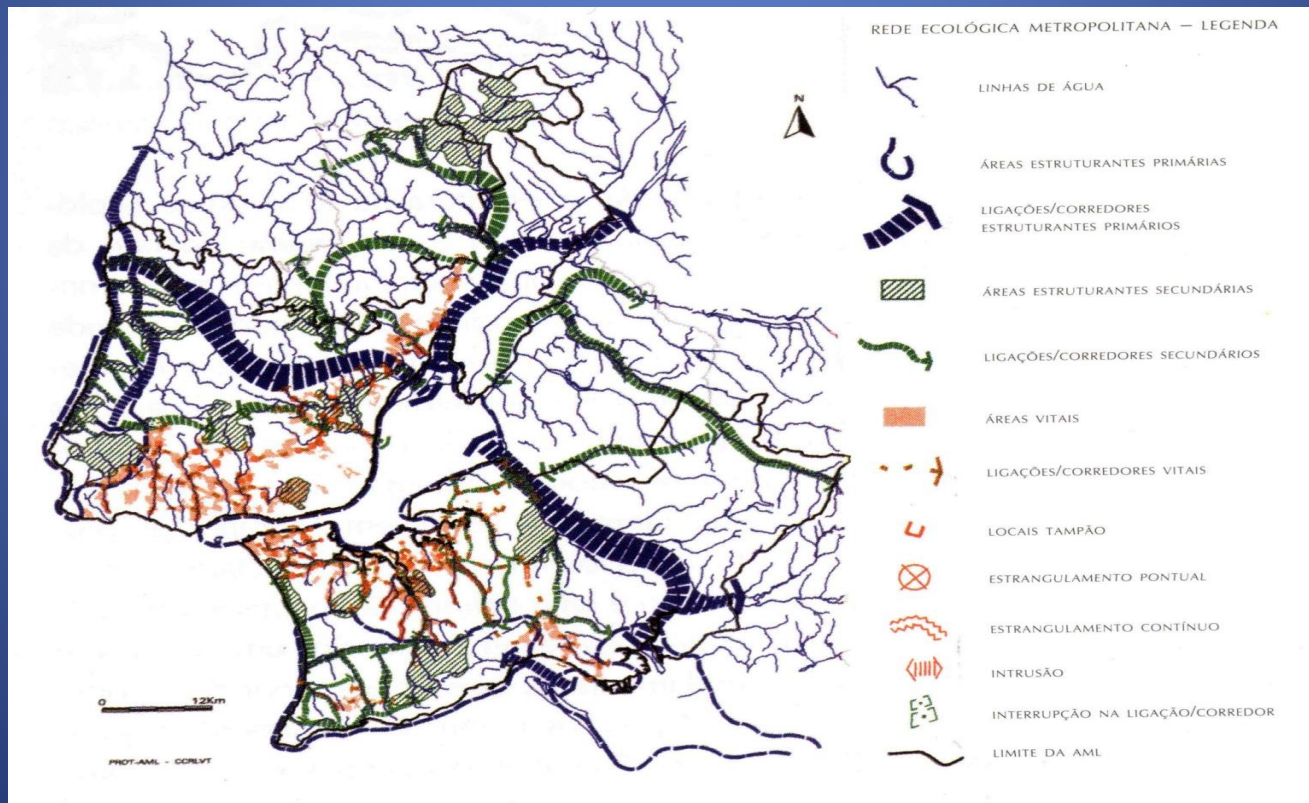 REDE ECOLÓGICA METROPOLITANA – LEGENDA
N
LINHAS DE ÁGUA
ÁREAS ESTRUTURANTES PRIMÁRIAS
LIGAÇÕES/CORREDORES
ESTRUTURANTES PRIMÁRIOS
ÁREAS ESTRUTURANTES SECUNDÁRIAS
LIGAÇÕES/CORREDORES SECUNDÁRIOS
ÁREAS VITAIS
LIGAÇÕES/CORREDORES VITAIS
LOCAIS TAMPÃO
ESTRANGULAMENTO PONTUAL
ESTRANGULAMENTO CONTÍNUO
INTRUSÃO
INTERRUPÇÃO NA LIGAÇÃO/CORREDOR
LIMITE DA AML
0 12Km
PROT-AML - CCRLVT